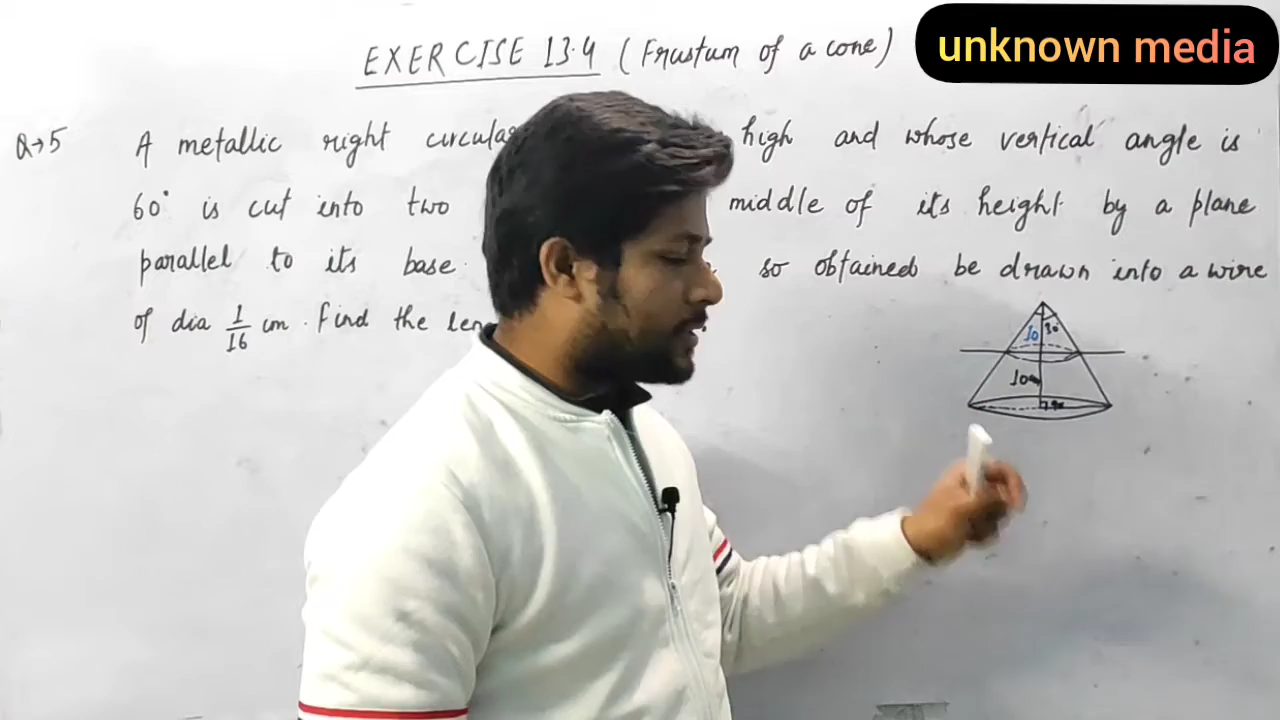 unknown media
EXERCISE 13.4 (Frustum of a cone)
Q→5 A metallic right high and whose vertical angle is
60° is cut into two middle of its height by a plane
parallel to its base so obtained be drawn into a wire
of dia 1/16 cm. Find the
10 30°
10